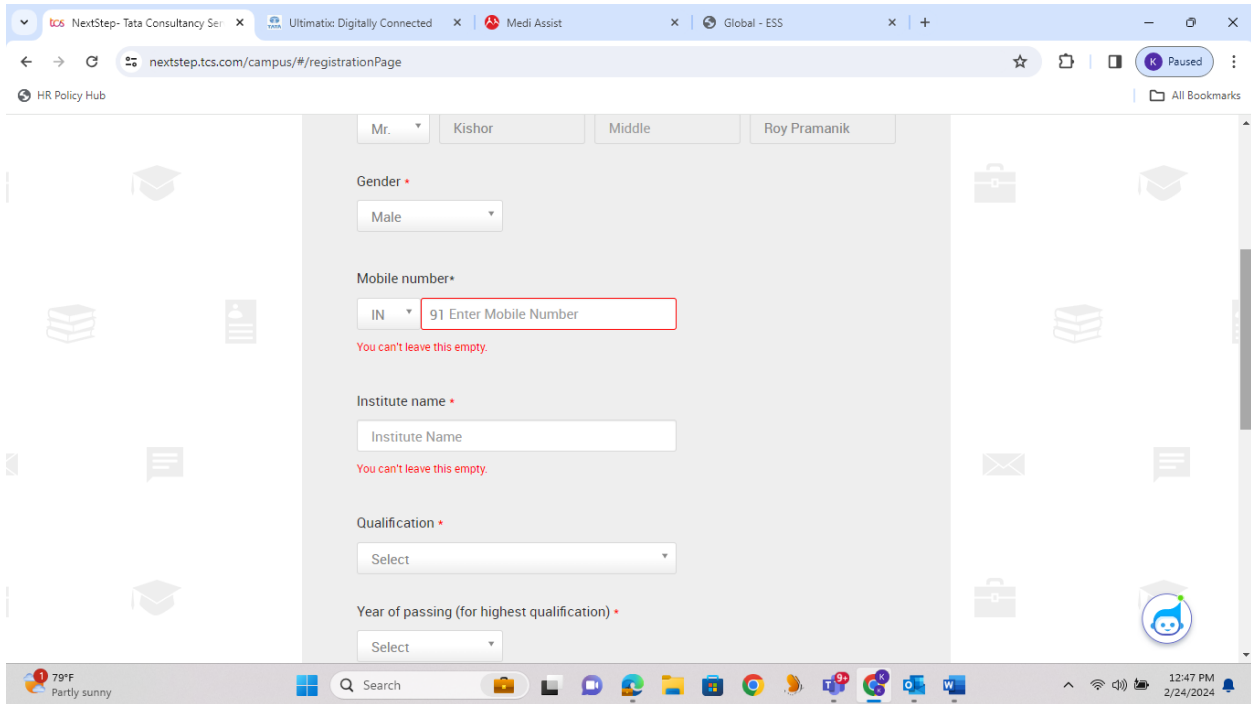 tcs NextStep- Tata Consultancy Ser
TATA Ultimatix: Digitally Connected
Medi Assist
Global - ESS
nextstep.tcs.com/campus/#/registrationPage
K Paused
HR Policy Hub
All Bookmarks
Mr. Kishor Middle Roy Pramanik
Gender *
Male
Mobile number*
IN 91 Enter Mobile Number
You can't leave this empty.
Institute name *
Institute Name
You can't leave this empty.
Qualification *
Select
Year of passing (for highest qualification) *
Select
1 79°F
Partly sunny
Search
9+
K
12:47 PM
2/24/2024